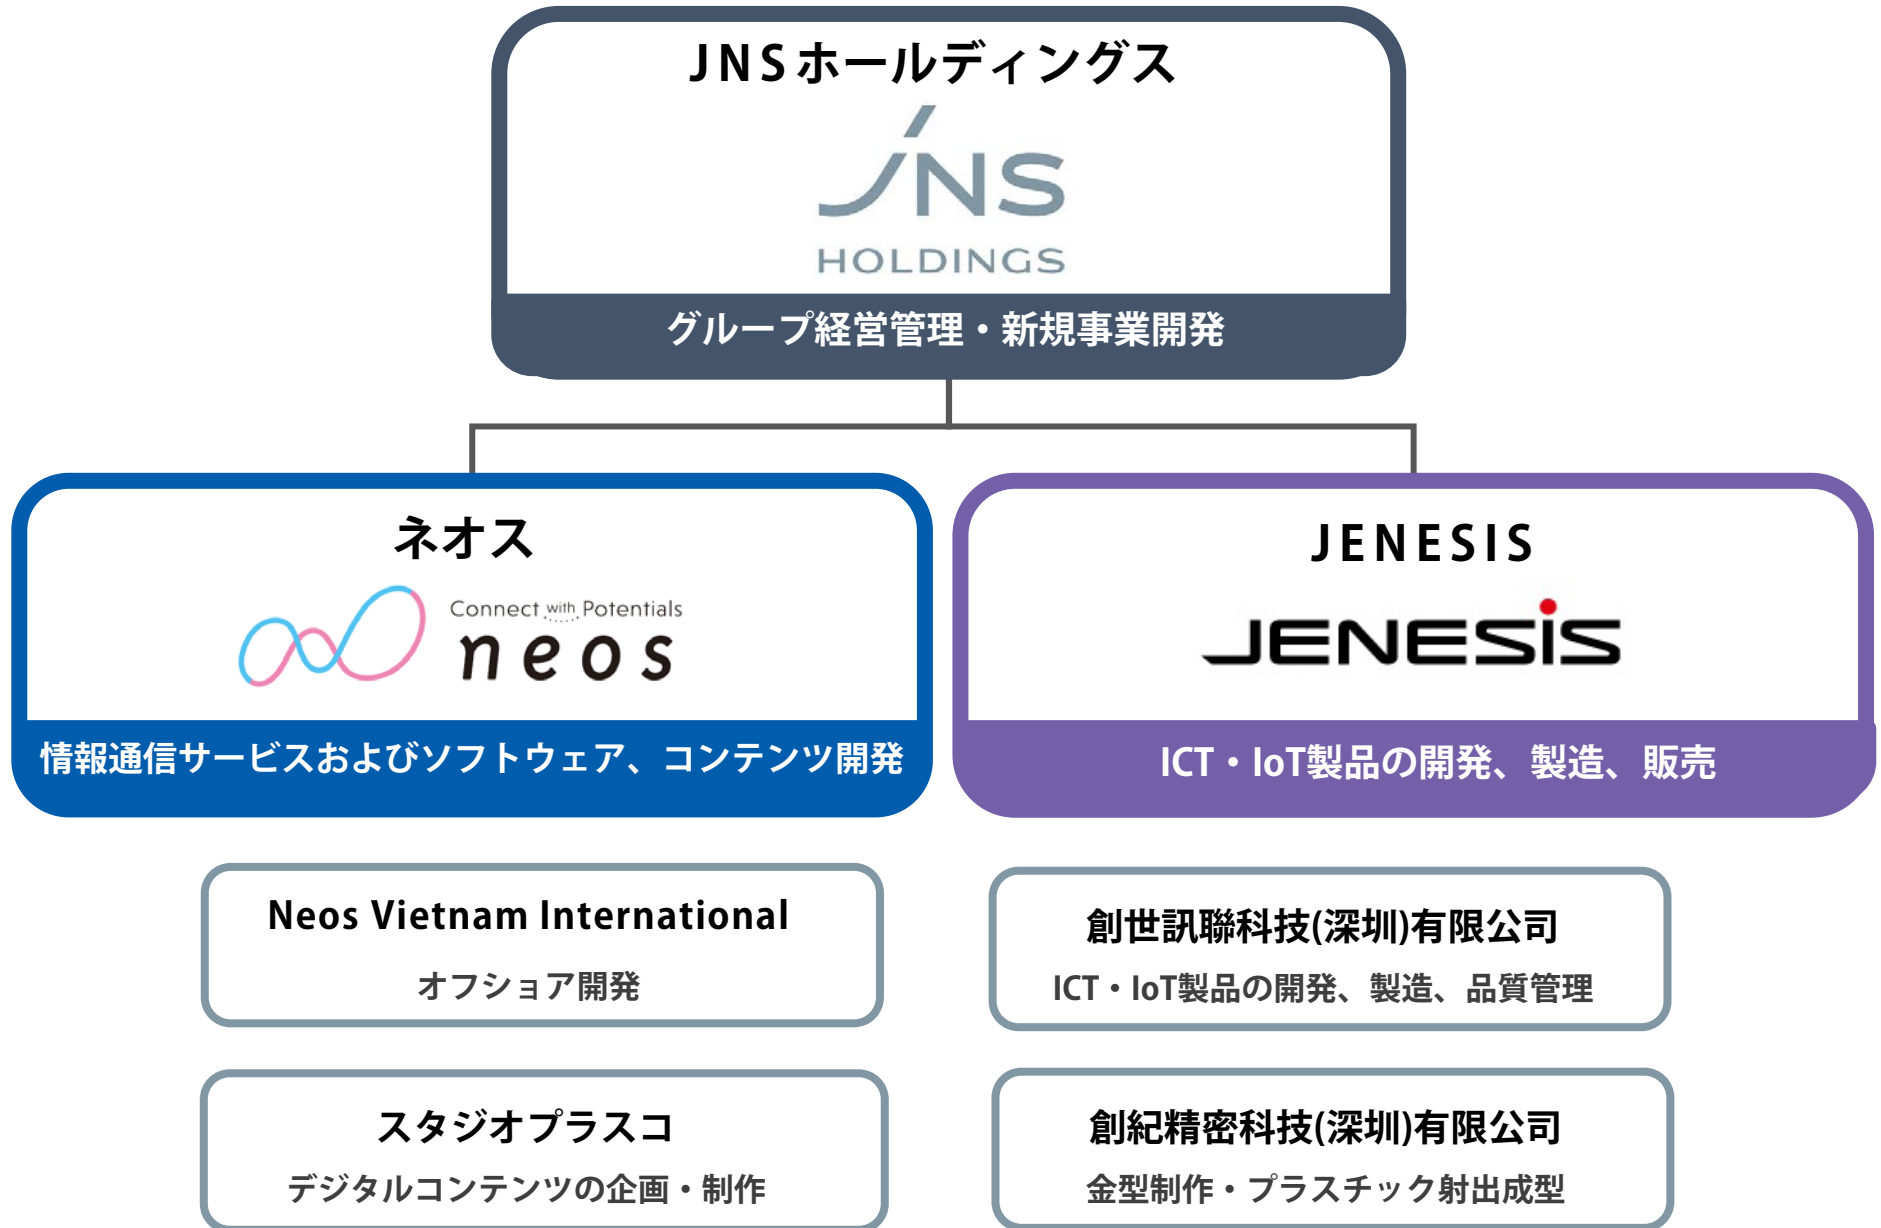 JNSホールディングス
JNS
HOLDINGS
グループ経営管理・新規事業開発
ネオス
Connect with Potentials
neos
情報通信サービスおよびソフトウェア、コンテンツ開発
JENESIS
JENESIS
ICT・IoT製品の開発、製造、販売
Neos Vietnam International
オフショア開発
スタジオプラスコ
デジタルコンテンツの企画・制作
創世訊聯科技(深圳)有限公司
ICT・IoT製品の開発、製造、品質管理
創紀精密科技(深圳)有限公司
金型制作・プラスチック射出成型